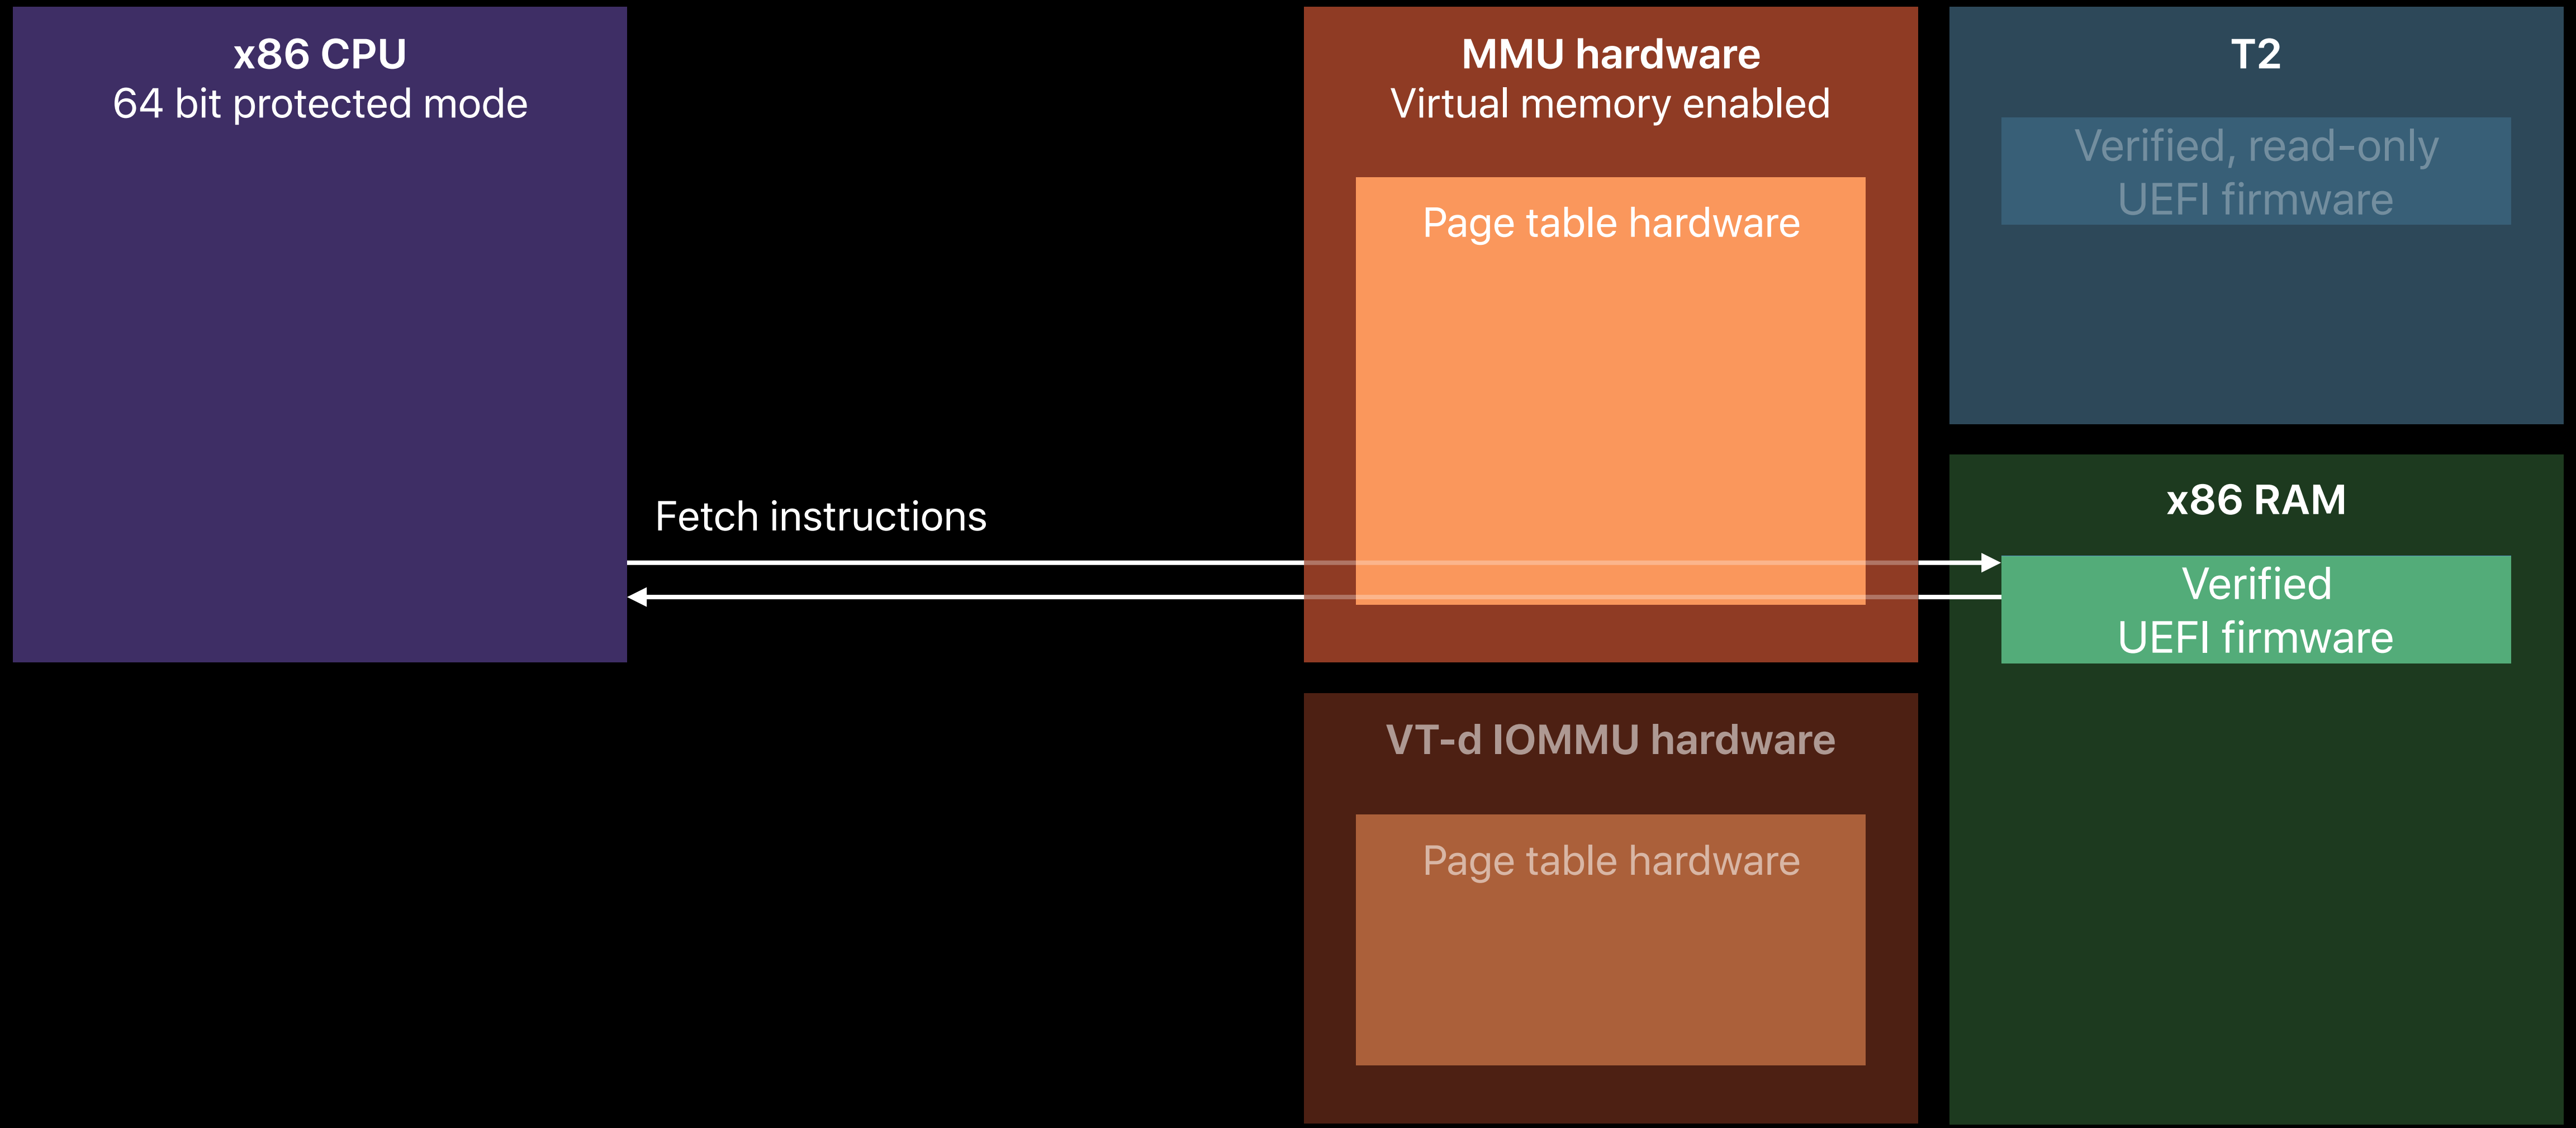 x86 CPU
64 bit protected mode
Fetch instructions
MMU hardware
Virtual memory enabled
Page table hardware
VT-d IOMMU hardware
Page table hardware
T2
Verified, read-only
UEFI firmware
x86 RAM
Verified
UEFI firmware